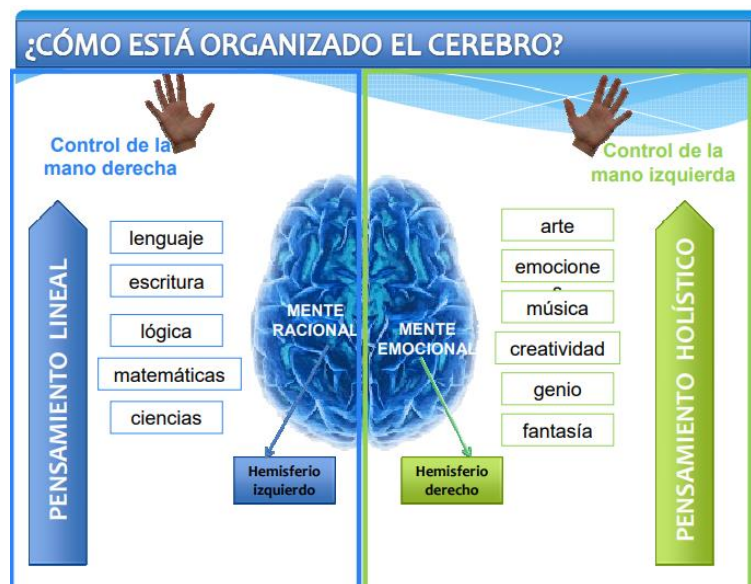 ¿CÓMO ESTÁ ORGANIZADO EL CEREBRO?
Control de la
mano derecha
PENSAMIENTO LINEAL
lenguaje
escritura
lógica
matemáticas
ciencias
MENTE
RACIONAL
Hemisferio
izquierdo
Control de la
mano izquierda
MENTE
EMOCIONAL
Hemisferio
derecho
arte
emocione
s
música
creatividad
genio
fantasía
PENSAMIENTO HOLÍSTICO